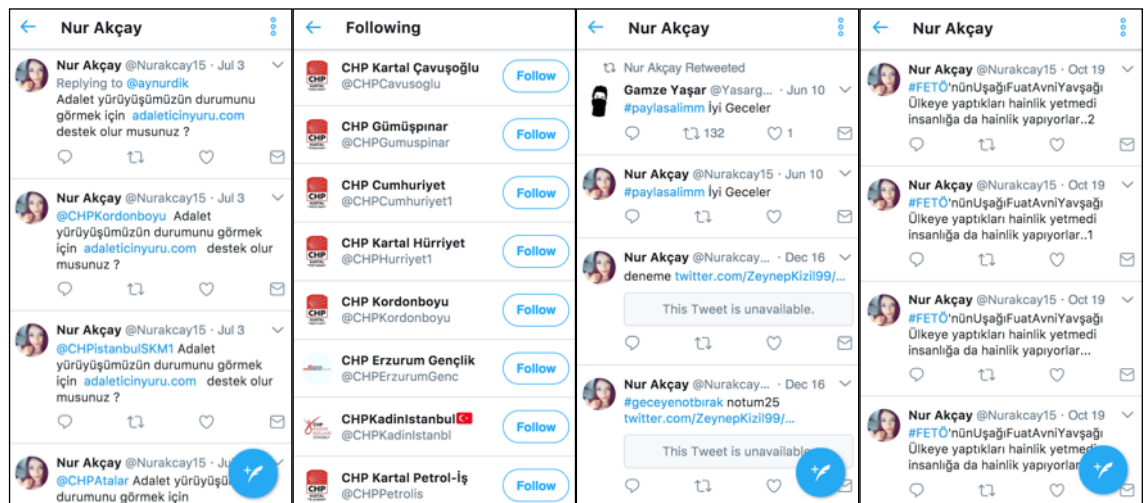 Nur Akçay
Nur Akçay @Nurakcay15 · Jul 3
Replying to @aynurdik
Adalet yürüyüşümüzün durumunu
görmek için adaleticinyuru.com
destek olur musunuz ?
Nur Akçay @Nurakcay15 · Jul 3
@CHPKordonboyu Adalet
yürüyüşümüzün durumunu görmek
için adaleticinyuru.com destek olur
musunuz ?
Nur Akçay @Nurakcay15 · Jul 3
@CHPistanbulSKM1 Adalet
yürüyüşümüzün durumunu görmek
için adaleticinyuru.com destek olur
musunuz ?
Nur Akçay @Nurakcay15 ·
@CHPAtalar Adalet
durumunu görmek için
Following
CHP Kartal Çavuşoğlu
@CHPCavusoglu
Follow
CHP Gümüşpınar
@CHPGumuspinar
Follow
CHP Cumhuriyet
@CHPCumhuriyet1
Follow
CHP Kartal Hürriyet
@CHPHurriyet1
Follow
CHP Kordonboyu
@CHPKordonboyu
Follow
CHP Erzurum Gençlik
@CHPErzurumGenc
Follow
CHPKadinIstanbul
@CHPKadinIstanbl
Follow
CHP Kartal Petrol-İş
@CHPPetrolis
Follow
Nur Akçay
Nur Akçay Retweeted
Gamze Yaşar @Yasarg... · Jun 10
#paylasalimm İyi Geceler
132 1
Nur Akçay @Nurakcay15 · Jun 10
#paylasalimm İyi Geceler
Nur Akçay @Nurakcay... · Dec 16
deneme twitter.com/ZeynepKizil99/...
This Tweet is unavailable.
Nur Akçay @Nurakcay... · Dec 16
#geceyenotbırak notum25
twitter.com/ZeynepKizil99/...
This Tweet is unavailable
Nur Akçay
Nur Akçay @Nurakcay15 · Oct 19
#FETÖ'nünUşağıFuatAvniYavşağı
Ülkeye yaptıkları hainlik yetmedi
insanlığa da hainlik yapıyorlar..2
Nur Akçay @Nurakcay15 · Oct 19
#FETÖ'nünUşağıFuatAvniYavşağı
Ülkeye yaptıkları hainlik yetmedi
insanlığa da hainlik yapıyorlar..1
Nur Akçay @Nurakcay15 · Oct 19
#FETÖ'nünUşağıFuatAvniYavşağı
Ülkeye yaptıkları hainlik yetmedi
insanlığa da hainlik yapıyorlar...
Nur Akçay @Nurakcay15 · Oct 19
#FETÖ'nünUşağıFuatAvniYavşağı
Ülkeye yaptıkları hainlik yetmedi
insanlığa da hainlik yapıyorlar